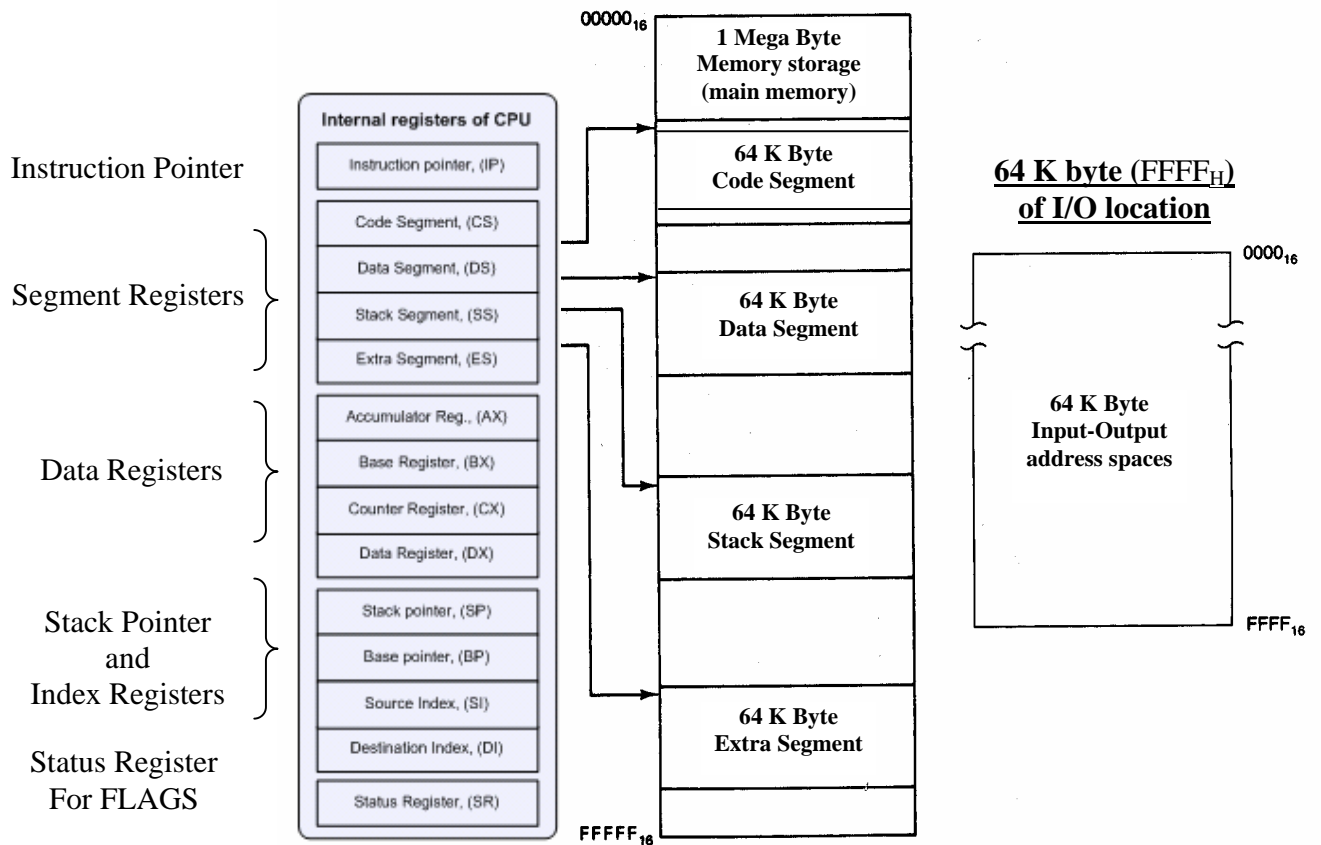 Instruction Pointer
Segment Registers
Data Registers
Stack Pointer
and
Index Registers
Status Register
For FLAGS
Internal registers of CPU
Instruction pointer, (IP)
Code Segment, (CS)
Data Segment, (DS)
Stack Segment, (SS)
Extra Segment, (ES)
Accumulator Reg., (AX)
Base Register, (BX)
Counter Register, (CX)
Data Register, (DX)
Stack pointer, (SP)
Base pointer, (BP)
Source Index, (SI)
Destination Index, (DI)
Status Register, (SR)
00000₁₆
1 Mega Byte
Memory storage
(main memory)
64 K Byte
Code Segment
64 K Byte
Data Segment
64 K Byte
Stack Segment
64 K Byte
Extra Segment
FFFFF₁₆
64 K byte (FFFF_H)
of I/O location
0000₁₆
64 K Byte
Input-Output
address spaces
FFFF₁₆